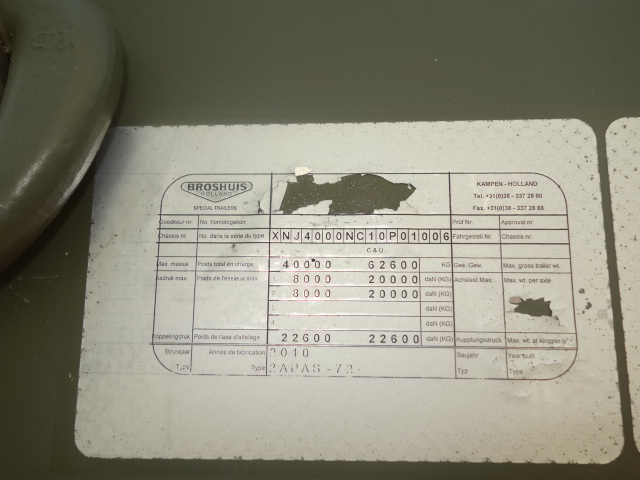 BROSHUIS
HOLLAND
SPECIAL TRAILERS
KAMPEN - HOLLAND
Tel. +31(0)38 - 337 28 00
Fax. +31(0)38 - 337 28 88
Goedkeur nr. No. homologation Prüf Nr. Approval nr.
Chassis nr. No. dans la série du type XNJ4000NC10P01006 Fahrgestell Nr. Chassis nr.
C & U.
Max. massa Poids total en charge 40000 62600 KG Ges. Gew. Max. gross trailer wt.
Asdruk max. Poids de l'essieux max. 8000 20000 daN (KG) Achslast Max. Max. wt. per axle
8000 20000 daN (KG)
3 daN (KG)
4 daN (KG)
Koppelingdruk Poids de l'axe d'attelage 22600 22600 daN (KG) Kupplungsdruck Max. wt. at kingpin
Bouwjaar Années de fabrication 2010 Baujahr Year built
Type Type 2APAS-72 Typ Type